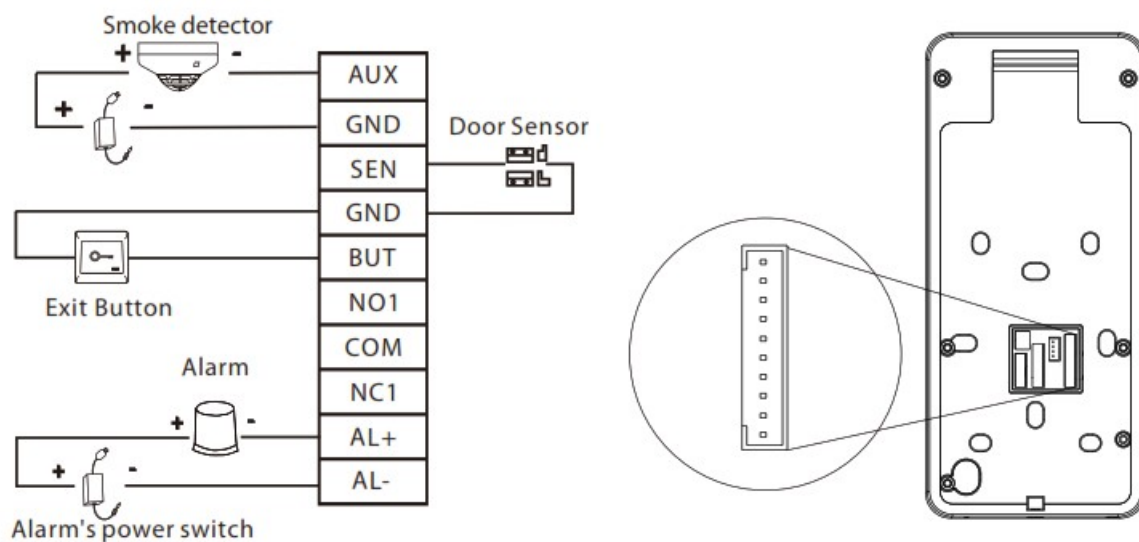 Smoke detector
+ -
AUX
+ -
GND
Door Sensor
SEN
GND
BUT
Exit Button
NO1
COM
Alarm
NC1
+ -
AL+
+ -
AL-
Alarm's power switch